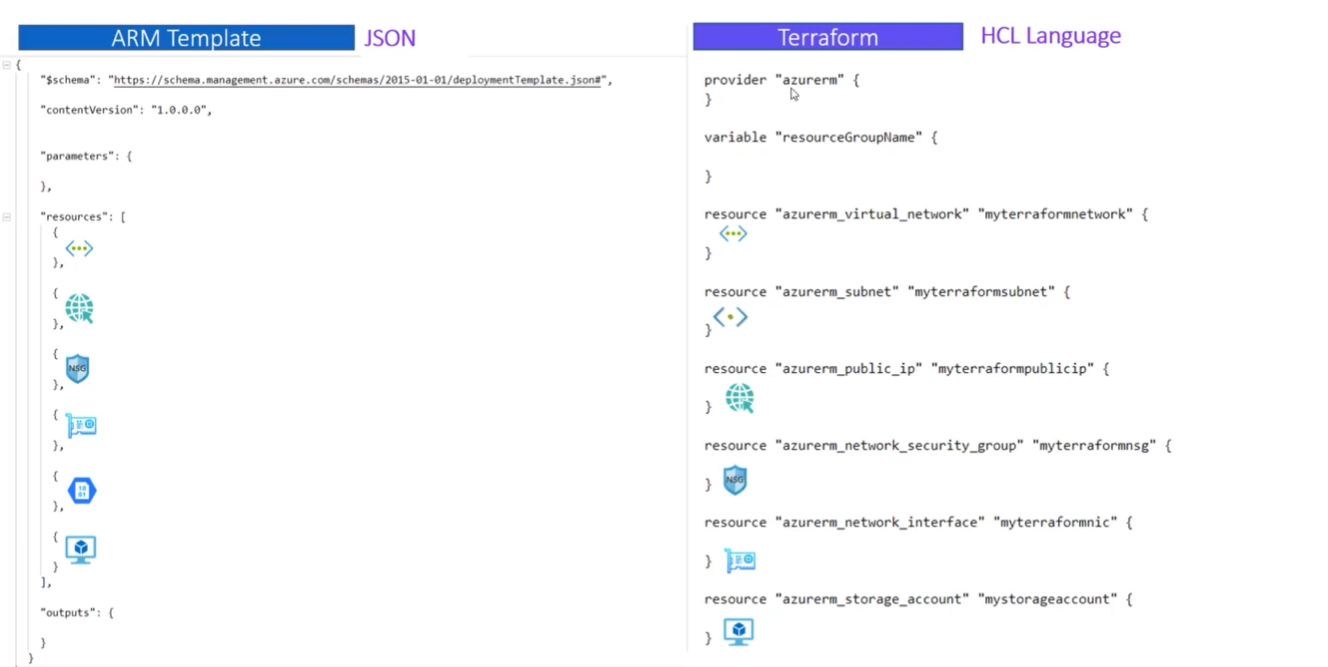 ARM Template
JSON
{
"$schema": "https://schema.management.azure.com/schemas/2015-01-01/deploymentTemplate.json#",
"contentVersion": "1.0.0.0",
"parameters": {
},
"resources": [
{
},
{
},
{
NSG
},
{
},
{
10
01
},
{
}
],
"outputs": {
}
}
Terraform
HCL Language
provider "azurerm" {
}
variable "resourceGroupName" {
}
resource "azurerm_virtual_network" "myterraformnetwork" {
}
resource "azurerm_subnet" "myterraformsubnet" {
}
resource "azurerm_public_ip" "myterraformpublicip" {
}
resource "azurerm_network_security_group" "myterraformnsg" {
} NSG
resource "azurerm_network_interface" "myterraformnic" {
}
resource "azurerm_storage_account" "mystorageaccount" {
}